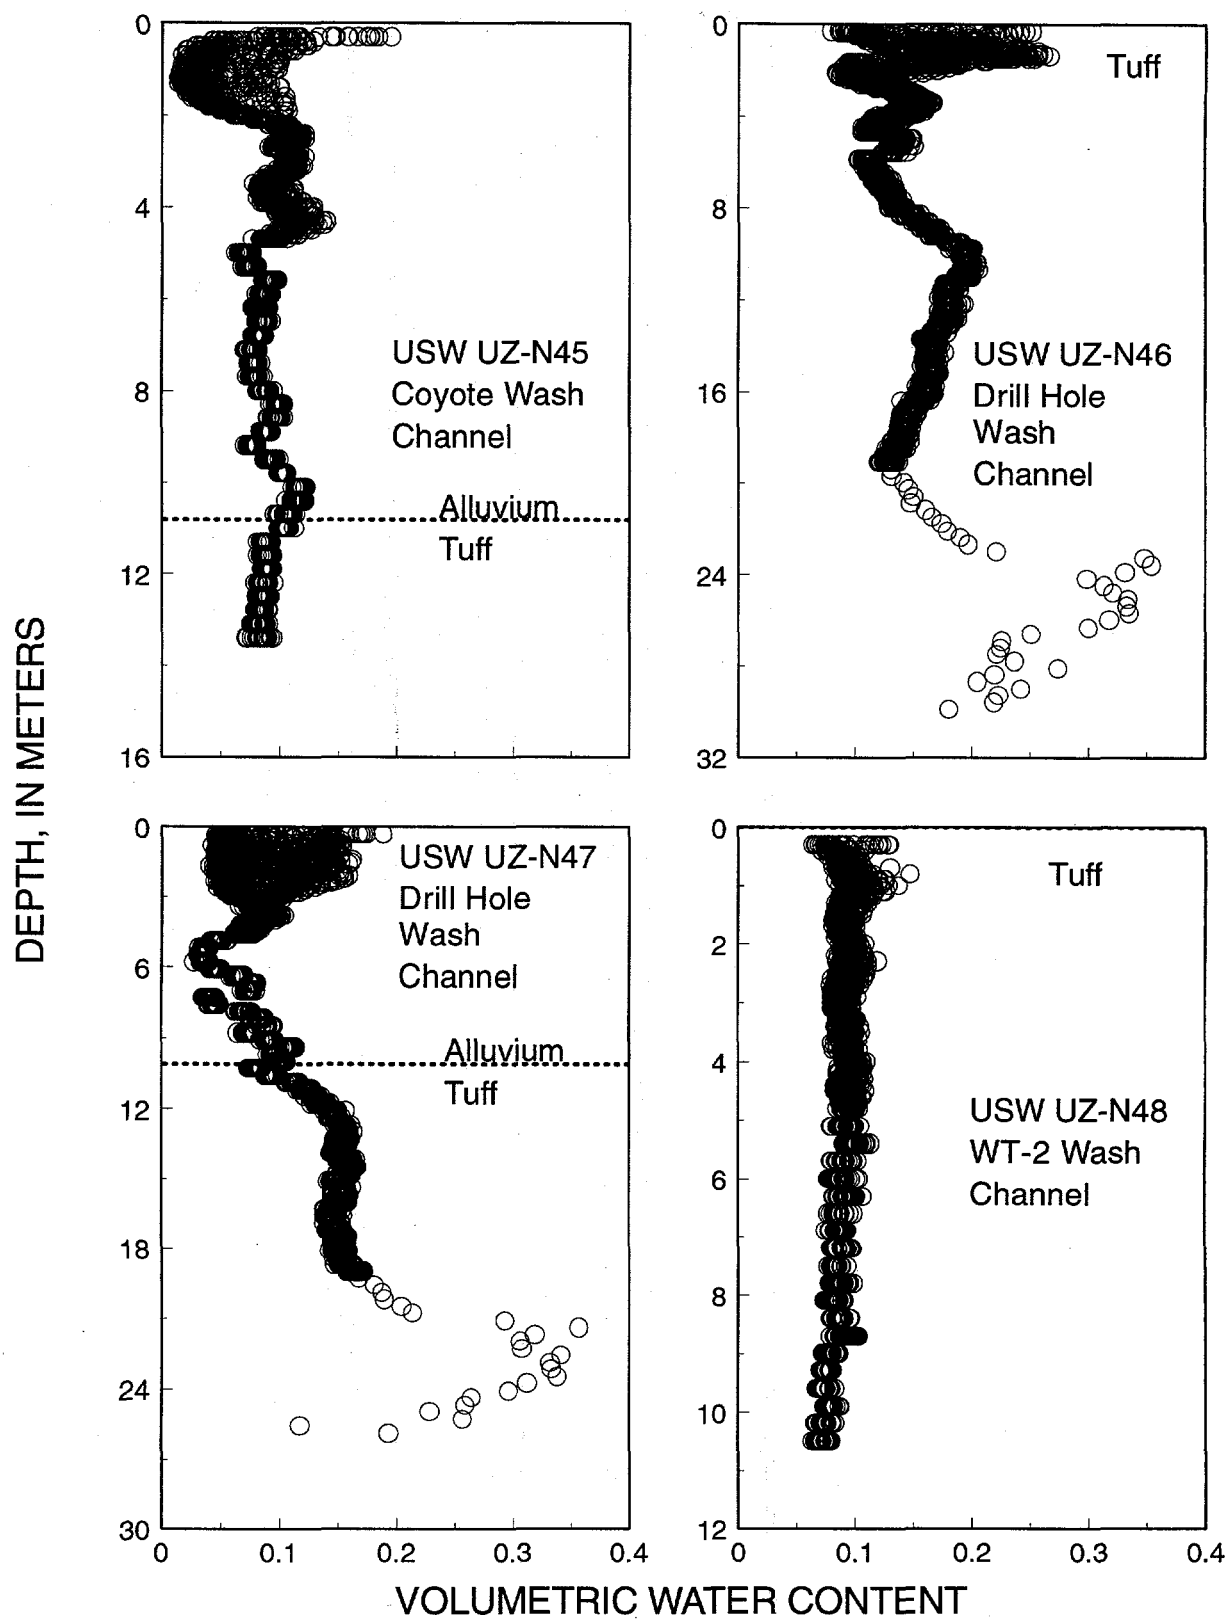 DEPTH, IN METERS
0
4
8
12
16
USW UZ-N45
Coyote Wash
Channel
Alluvium
Tuff
0
8
16
24
32
Tuff
USW UZ-N46
Drill Hole
Wash
Channel
0
6
12
18
24
30
USW UZ-N47
Drill Hole
Wash
Channel
Alluvium
Tuff
0
0.1
0.2
0.3
0.4
0
2
4
6
8
10
12
Tuff
USW UZ-N48
WT-2 Wash
Channel
0
0.1
0.2
0.3
0.4
VOLUMETRIC WATER CONTENT